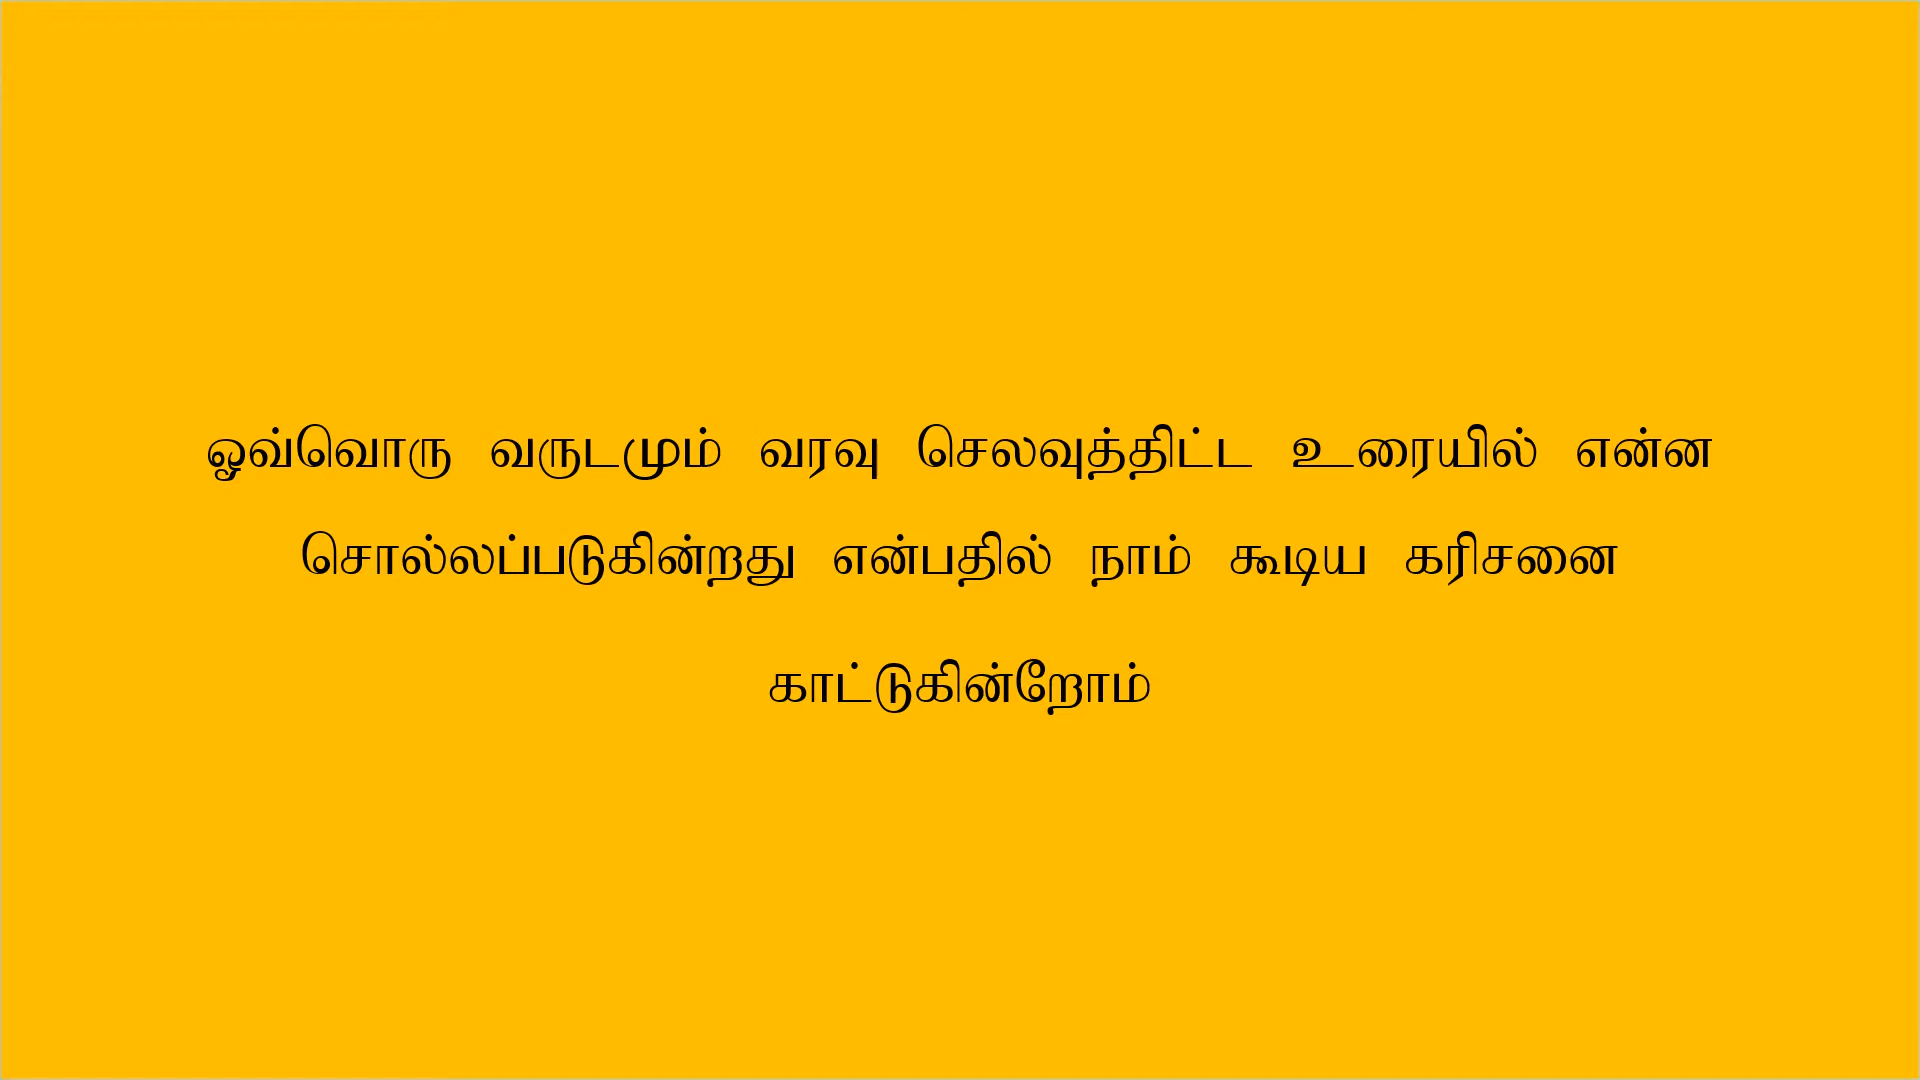 ஒவ்வொரு வருடமும் வரவு செலவுத்திட்ட உரையில் என்ன
சொல்லப்படுகின்றது என்பதில் நாம் கூடிய கரிசனை
காட்டுகின்றோம்